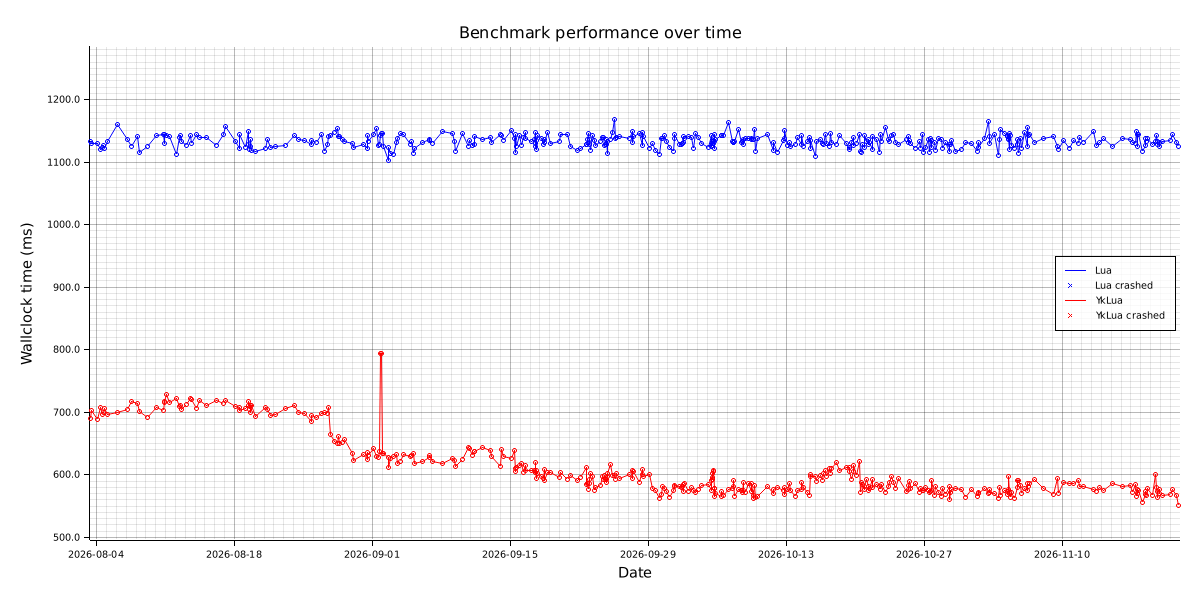 Benchmark performance over time
Wallclock time (ms)
1200.0
1100.0
1000.0
900.0
800.0
700.0
600.0
500.0
Lua
Lua crashed
YkLua
YkLua crashed
2026-08-04 2026-08-18 2026-09-01 2026-09-15 2026-09-29 2026-10-13 2026-10-27 2026-11-10
Date